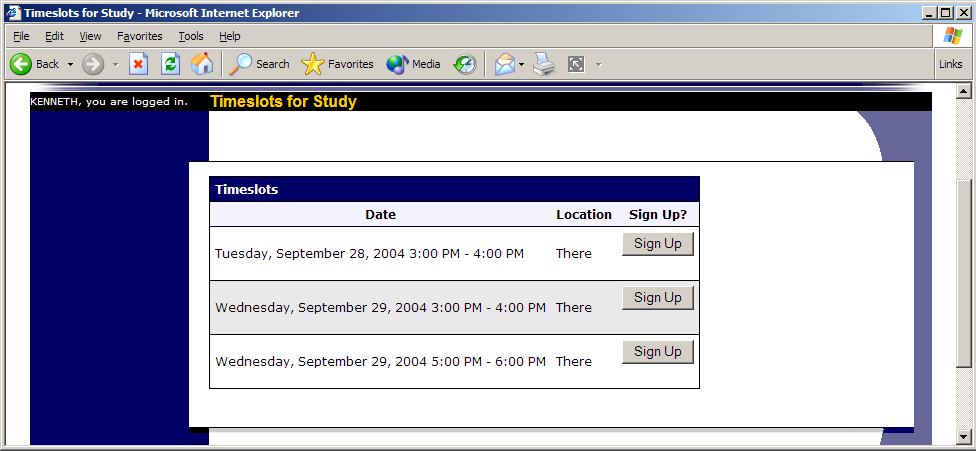 Timeslots for Study - Microsoft Internet Explorer
File Edit View Favorites Tools Help
Back Search Favorites Media Links
KENNETH, you are logged in. Timeslots for Study
Timeslots
Date Location Sign Up?
Tuesday, September 28, 2004 3:00 PM - 4:00 PM There Sign Up
Wednesday, September 29, 2004 3:00 PM - 4:00 PM There Sign Up
Wednesday, September 29, 2004 5:00 PM - 6:00 PM There Sign Up